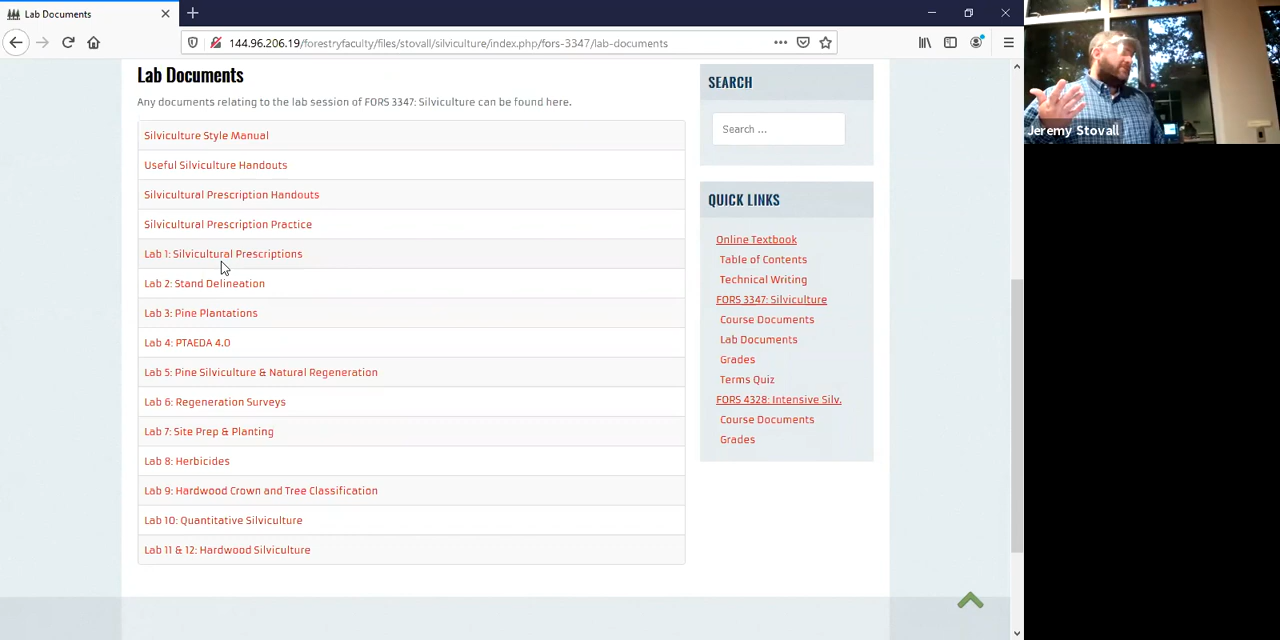 Lab Documents
144.96.206.19/forestryfaculty/files/stovall/silviculture/index.php/fors-3347/lab-documents
Jeremy Stovall
Lab Documents
Any documents relating to the lab session of FORS 3347: Silviculture can be found here.
Silviculture Style Manual
Useful Silviculture Handouts
Silvicultural Prescription Handouts
Silvicultural Prescription Practice
Lab 1: Silvicultural Prescriptions
Lab 2: Stand Delineation
Lab 3: Pine Plantations
Lab 4: PTAEDA 4.0
Lab 5: Pine Silviculture & Natural Regeneration
Lab 6: Regeneration Surveys
Lab 7: Site Prep & Planting
Lab 8: Herbicides
Lab 9: Hardwood Crown and Tree Classification
Lab 10: Quantitative Silviculture
Lab 11 & 12: Hardwood Silviculture
SEARCH
Search ...
QUICK LINKS
Online Textbook
Table of Contents
Technical Writing
FORS 3347: Silviculture
Course Documents
Lab Documents
Grades
Terms Quiz
FORS 4328: Intensive Silv.
Course Documents
Grades